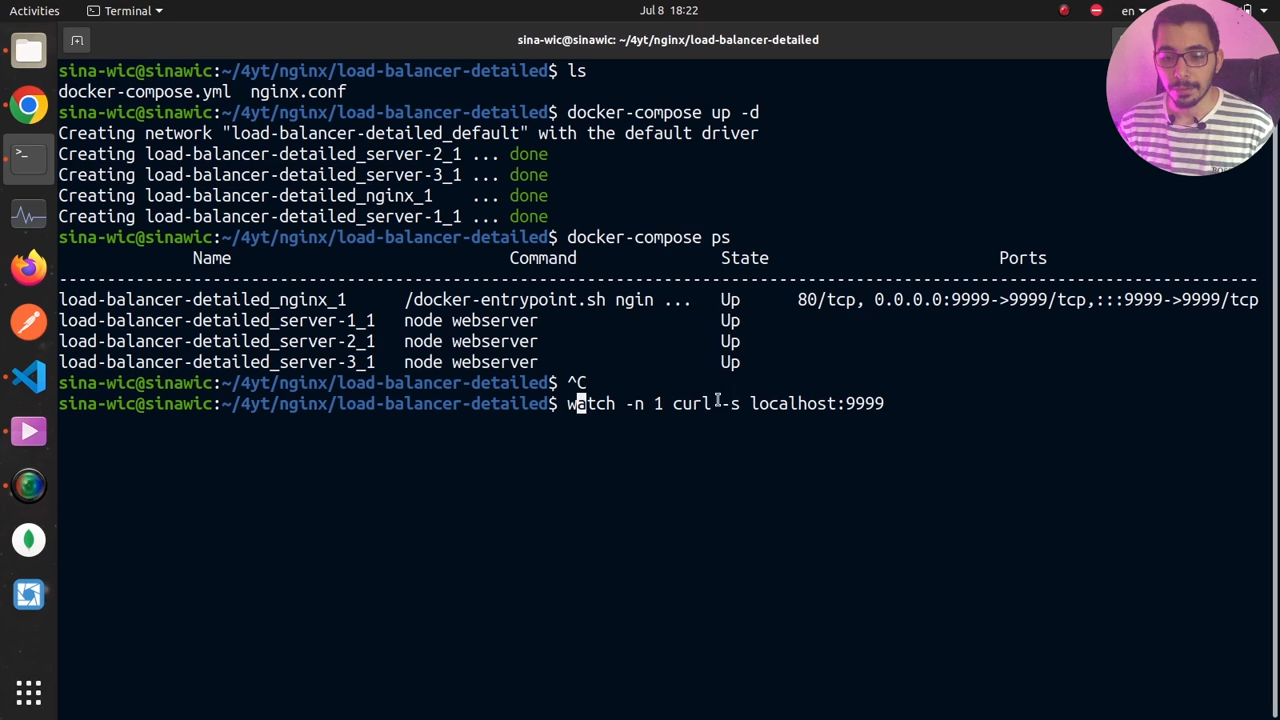 Activities Terminal Jul 8 18:22 en
sina-wic@sinawic: ~/4yt/nginx/load-balancer-detailed
sina-wic@sinawic:~/4yt/nginx/load-balancer-detailed$ ls
docker-compose.yml  nginx.conf
sina-wic@sinawic:~/4yt/nginx/load-balancer-detailed$ docker-compose up -d
Creating network "load-balancer-detailed_default" with the default driver
Creating load-balancer-detailed_server-2_1 ... done
Creating load-balancer-detailed_server-3_1 ... done
Creating load-balancer-detailed_nginx_1    ... done
Creating load-balancer-detailed_server-1_1 ... done
sina-wic@sinawic:~/4yt/nginx/load-balancer-detailed$ docker-compose ps
Name Command State Ports
--------------------------------------------------------------------------------------------------------------------------
load-balancer-detailed_nginx_1 /docker-entrypoint.sh ngin ... Up 80/tcp, 0.0.0.0:9999->9999/tcp,:::9999->9999/tcp
load-balancer-detailed_server-1_1 node webserver Up
load-balancer-detailed_server-2_1 node webserver Up
load-balancer-detailed_server-3_1 node webserver Up
sina-wic@sinawic:~/4yt/nginx/load-balancer-detailed$ ^C
sina-wic@sinawic:~/4yt/nginx/load-balancer-detailed$ watch -n 1 curl -s localhost:9999